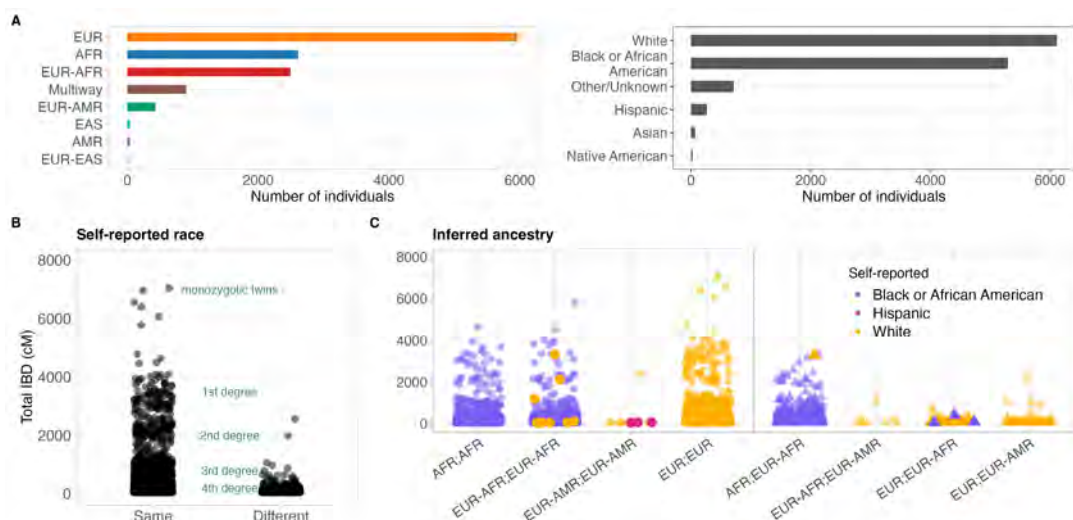 A
EUR
AFR
EUR-AFR
Multiway
EUR-AMR
EAS
AMR
EUR-EAS
0 2000 4000 6000
Number of individuals
White
Black or African
American
Other/Unknown
Hispanic
Asian
Native American
0 2000 4000 6000
Number of individuals
B
Self-reported race
Total IBD (cM)
8000
6000
4000
2000
0
monozygotic twins
1st degree
2nd degree
3rd degree
4th degree
Same Different
C
Inferred ancestry
8000
6000
4000
2000
0
Self-reported
Black or African American
Hispanic
White
AFR:AFR
EUR-AFR:EUR-AFR
EUR-AMR:EUR-AMR
EUR:EUR
AFR:EUR-AFR
EUR-AFR:EUR-AMR
EUR:EUR-AFR
EUR:EUR-AMR